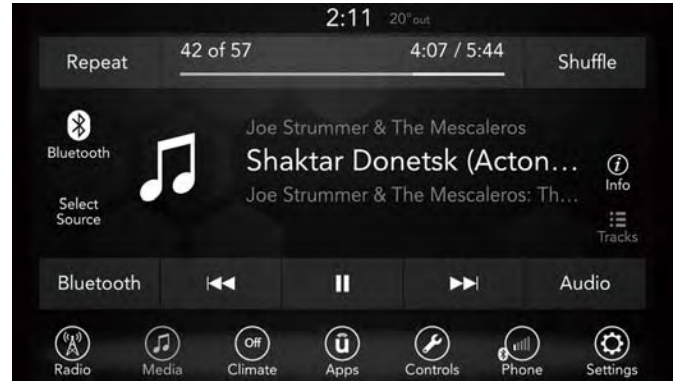 2:11 20°out
Repeat
42 of 57 4:07 / 5:44
Shuffle
Bluetooth
Joe Strummer & The Mescaleros
Shaktar Donetsk (Acton...
Joe Strummer & The Mescaleros: Th...
Info
Select
Source
Tracks
Bluetooth
Audio
Radio
Media
Off
Climate
ū
Apps
Controls
Phone
Settings